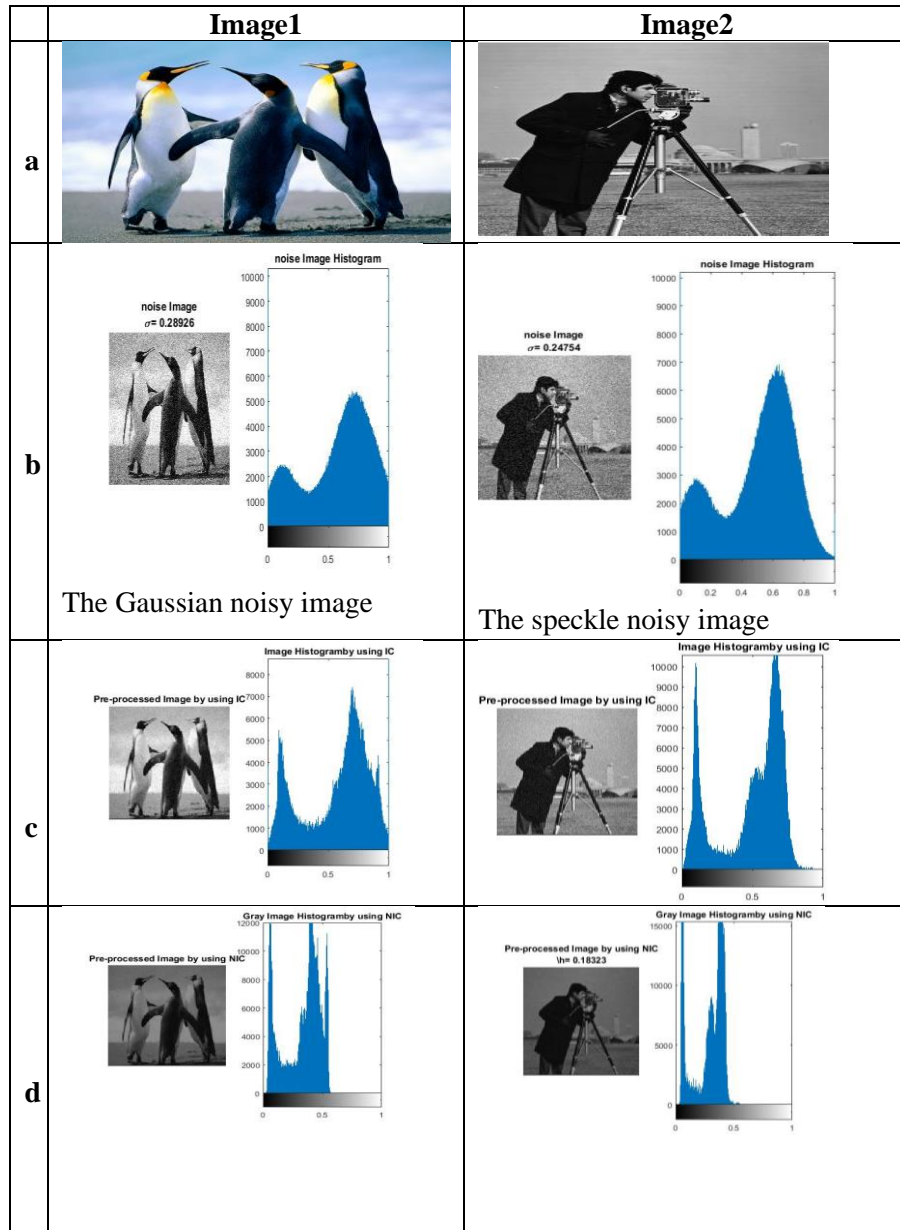 Image1
Image2
a
b
noise Image
σ= 0.28926
noise Image Histogram
10000
9000
8000
7000
6000
5000
4000
3000
2000
1000
0
0 0.5 1
The Gaussian noisy image
noise Image
σ= 0.24754
noise Image Histogram
10000
9000
8000
7000
6000
5000
4000
3000
2000
1000
0
0 0.2 0.4 0.6 0.8 1
The speckle noisy image
c
Pre-processed Image by using IC
Image Histogramby using IC
8000
7000
6000
5000
4000
3000
2000
1000
0
0 0.5 1
Pre-processed Image by using IC
Image Histogramby using IC
10000
9000
8000
7000
6000
5000
4000
3000
2000
1000
0
0 0.5 1
d
Pre-processed Image by using NIC
Gray Image Histogramby using NIC
12000
10000
8000
6000
4000
2000
0
0 0.5 1
Pre-processed Image by using NIC
\h= 0.18323
Gray Image Histogramby using NIC
15000
10000
5000
0
0 0.5 1